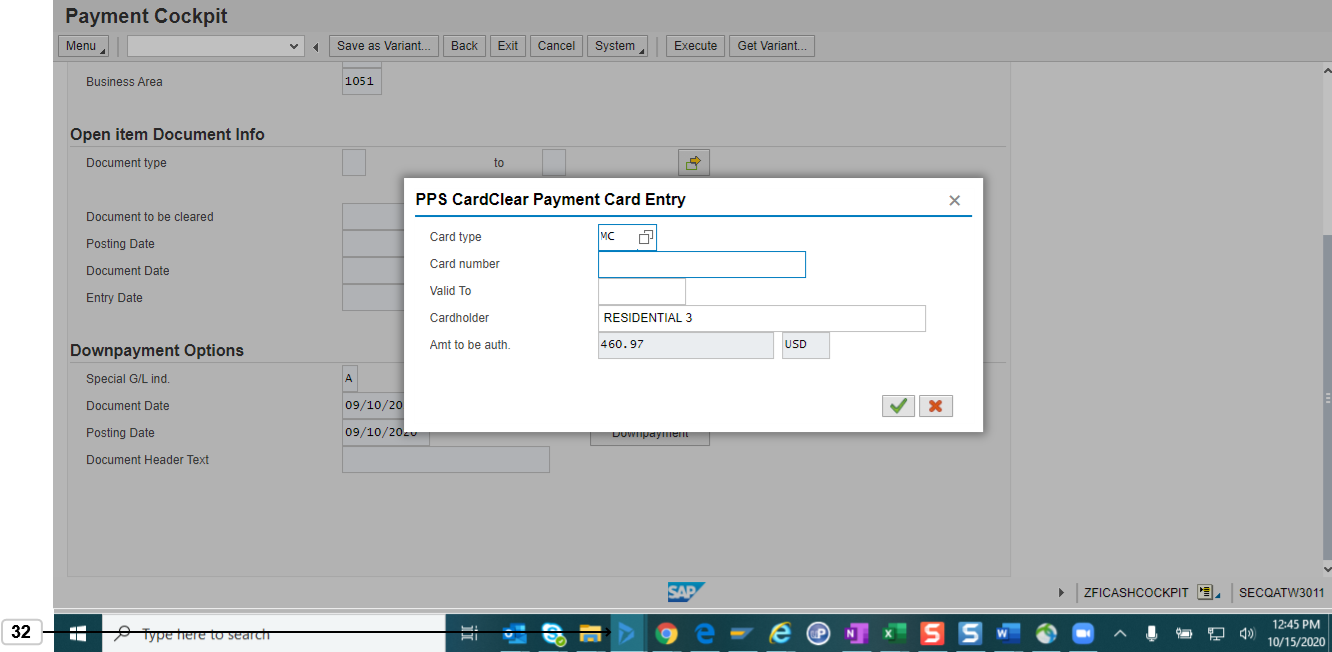 Payment Cockpit
Menu Save as Variant... Back Exit Cancel System Execute Get Variant...
Business Area 1051
Open item Document Info
Document type to
Document to be cleared
Posting Date
Document Date
Entry Date
Downpayment Options
Special G/L ind. A
Document Date 09/10/20
Posting Date 09/10/2020
Downpayment
Document Header Text
PPS CardClear Payment Card Entry
Card type MC
Card number
Valid To
Cardholder RESIDENTIAL 3
Amt to be auth. 460.97 USD
SAP
ZFICASHCOCKPIT SECQATW3011
32
Type here to search
12:45 PM
10/15/2020